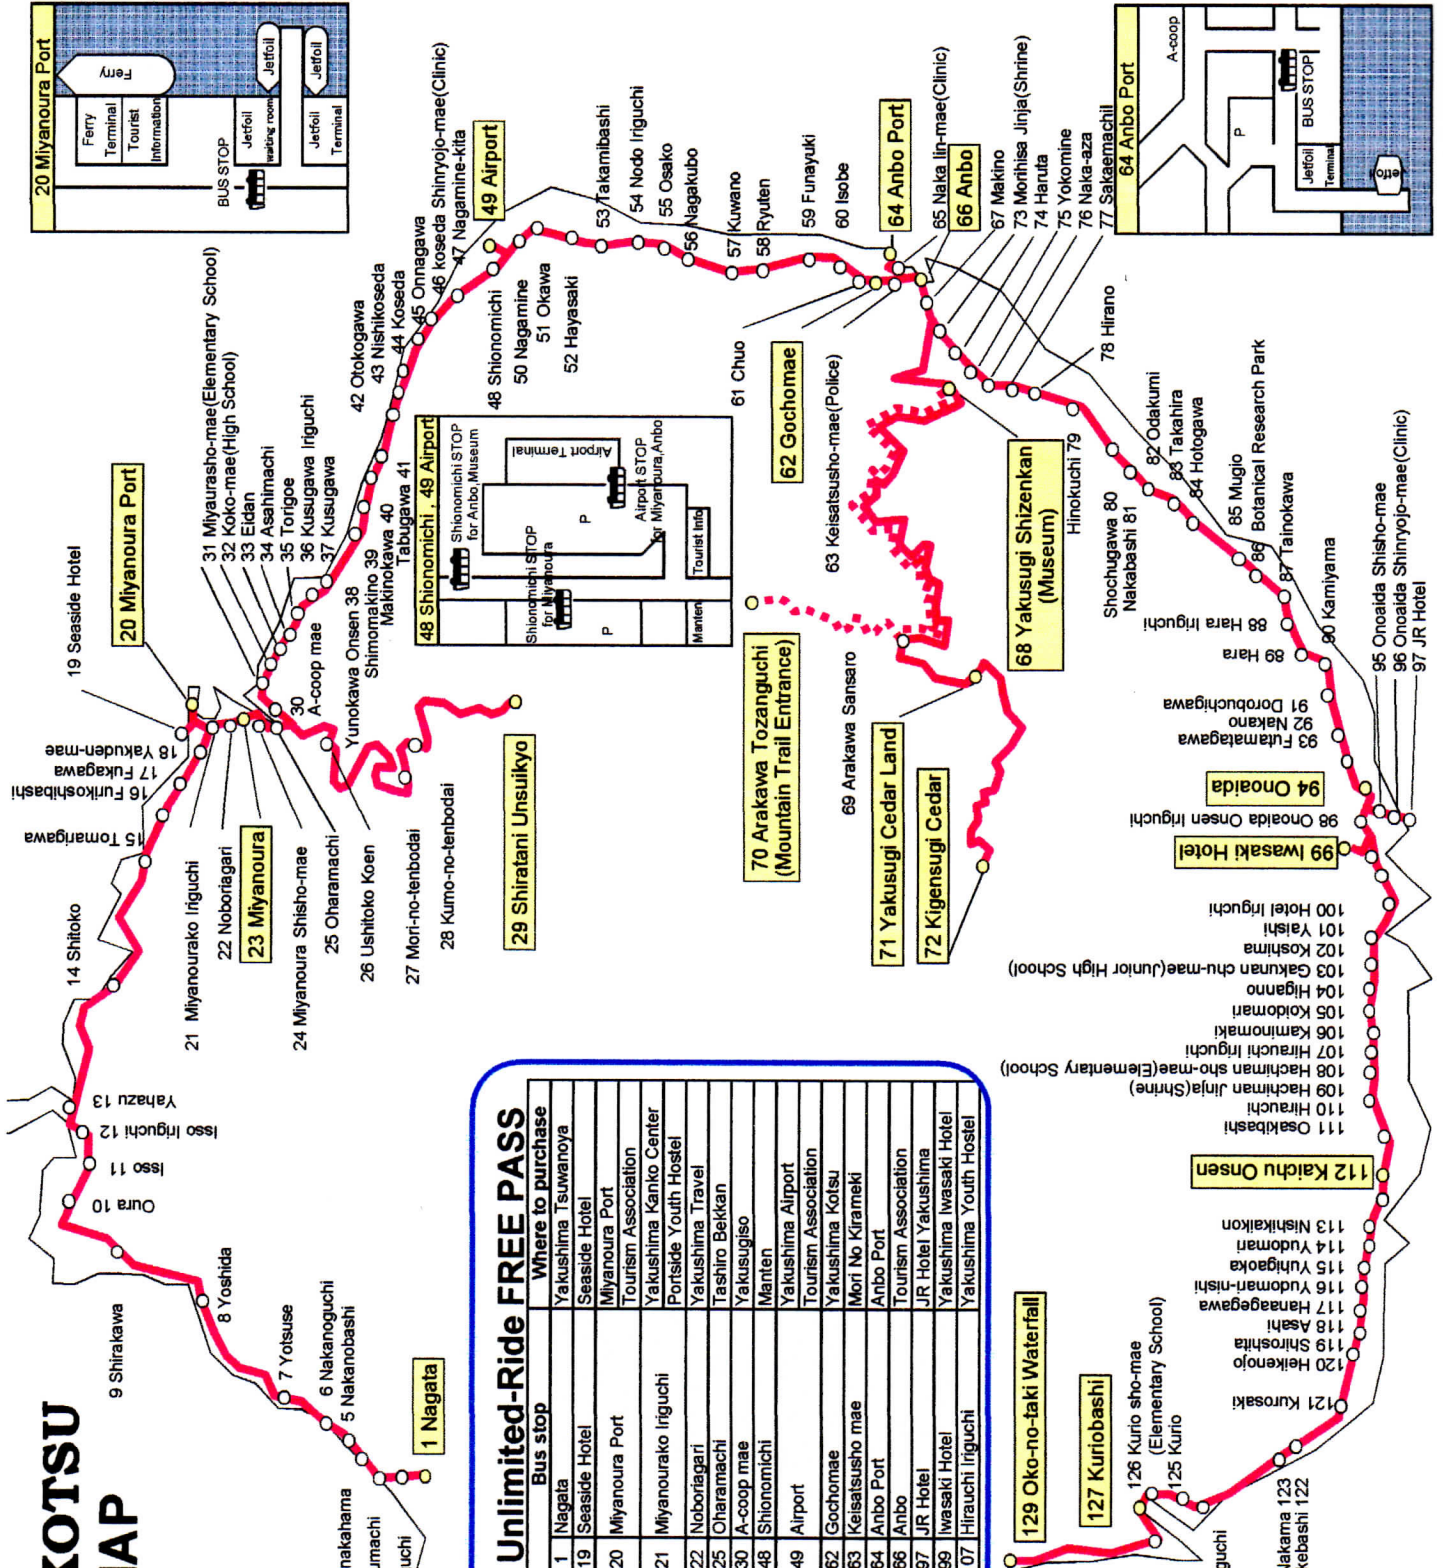 KOTSU
MAP
20 Miyanoura Port
Ferry
Ferry
Terminal
Tourist
Information
BUS STOP
Jetfoil
waiting room
Jetfoil
Jetfoil
Terminal
Jetfoil
1 Nagata
5 Nakanobashi
6 Nakanoguchi
7 Yotsuse
8 Yoshida
9 Shirakawa
Oura 10
Isso 11
Isso Iriguchi 12
Yahazu 13
14 Shitoko
15 Tomarigawa
16 Furikoshibashi
17 Fukagawa
18 Yakuden-mae
19 Seaside Hotel
20 Miyanoura Port
21 Miyanourako Iriguchi
22 Noboriagari
23 Miyanoura
24 Miyanoura Shisho-mae
25 Oharamachi
26 Ushitoko Koen
27 Mori-no-tenbodai
28 Kumo-no-tenbodai
29 Shiratani Unsuikyo
30
A-coop mae
31 Miyaurasho-mae(Elementary School)
32 Koko-mae(High School)
33 Eidan
34 Asahimachi
35 Torigoe
36 Kusugawa Iriguchi
37 Kusugawa
Yunokawa Onsen 38
Shimomakino 39
Makinokawa 40
Tabugawa 41
42 Otokogawa
43 Nishikoseda
44 Koseda
45 Onnagawa
46 koseda Shinryojo-mae(Clinic)
47 Nagamine-kita
48 Shionomichi
49 Airport
50 Nagamine
51 Okawa
52 Hayasaki
53 Takamibashi
54 Nodo Iriguchi
55 Osako
56 Nagakubo
57 Kuwano
58 Ryuten
59 Funayuki
60 Isobe
61 Chuo
62 Gochomae
63 Keisatsusho-mae(Police)
64 Anbo Port
65 Naka Iin-mae(Clinic)
66 Anbo
67 Makino
73 Morihisa Jinja(Shrine)
74 Haruta
75 Yokomine
76 Naka-aza
77 Sakaemachil
78 Hirano
48 Shionomichi , 49 Airport
Shionomichi STOP
for Anbo,Museum
Shionomichi STOP
for Miyanoura
Airport Terminal
P
P
Airport STOP
for Miyanoura,Anbo
Manten
Tourist Info
64 Anbo Port
A-coop
P
BUS STOP
Jetfoil
Terminal
Jetfoil
68 Yakusugi Shizenkan
(Museum)
69 Arakawa Sansaro
70 Arakawa Tozanguchi
(Mountain Trail Entrance)
71 Yakusugi Cedar Land
72 Kigensugi Cedar
Hinokuchi 79
Shochugawa 80
Nakabashi 81
82 Odakumi
83 Takahira
84 Hotogawa
85 Mugio
86 Botanical Research Park
87 Tainokawa
88 Hara Iriguchi
89 Hara
90 Kamiyama
91 Dorobuchigawa
92 Nakano
93 Futamatagawa
94 Onoaida
95 Onoaida Shisho-mae
96 Onoaida Shinryojo-mae(Clinic)
97 JR Hotel
98 Onoaida Onsen Iriguchi
99 Iwasaki Hotel
100 Hotel Iriguchi
101 Yaishi
102 Koshima
103 Gakunan chu-mae(Junior High School)
104 Higanno
105 Koidomari
106 Kaminomaki
107 Hirauchi Iriguchi
108 Hachiman sho-mae(Elementary School)
109 Hachiman Jinja(Shrine)
110 Hirauchi
111 Osakibashi
112 Kaichu Onsen
113 Nishikaikon
114 Yudomari
115 Yuhigaoka
116 Yudomari-nishi
117 Hanaagegawa
118 Asahi
119 Shiroshita
120 Heikenojo
121 Kurosaki
kebashi 122
Nakama 123
125 Kurio
126 Kurio sho-mae
(Elementary School)
127 Kuriobashi
129 Oko-no-taki Waterfall
nakahama
umachi
uchi
guchi
Unlimited-Ride FREE PASS
Bus stop Where to purchase
1 Nagata Yakushima Tsuwanoya
19 Seaside Hotel Seaside Hotel
20 Miyanoura Port Miyanoura Port
Tourism Association
21 Miyanourako Iriguchi Yakushima Kanko Center
Portside Youth Hostel
22 Noboriagari Yakushima Travel
25 Oharamachi Tashiro Bekkan
30 A-coop mae Yakusugiso
48 Shionomichi Manten
49 Airport Yakushima Airport
Tourism Association
62 Gochomae Yakushima Kotsu
63 Keisatsusho mae Mori No Kirameki
64 Anbo Port Anbo Port
66 Anbo Tourism Association
97 JR Hotel JR Hotel Yakushima
99 Iwasaki Hotel Yakushima Iwasaki Hotel
07 Hirauchi Iriguchi Yakushima Youth Hostel